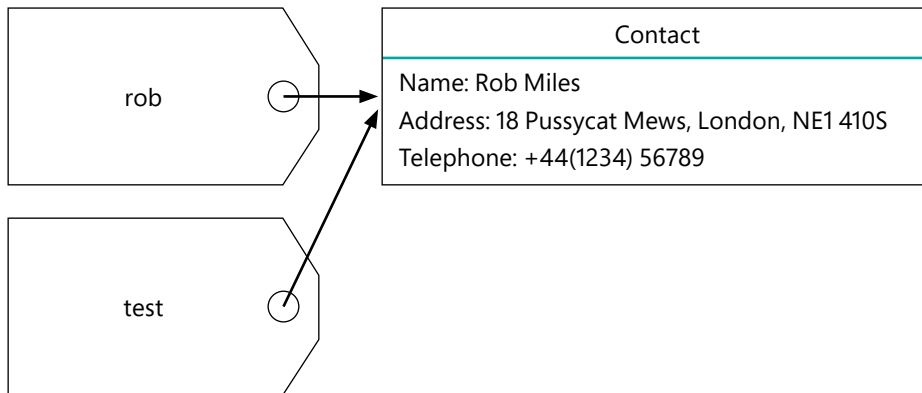 rob
Contact
Name: Rob Miles
Address: 18 Pussycat Mews, London, NE1 410S
Telephone: +44(1234) 56789
test